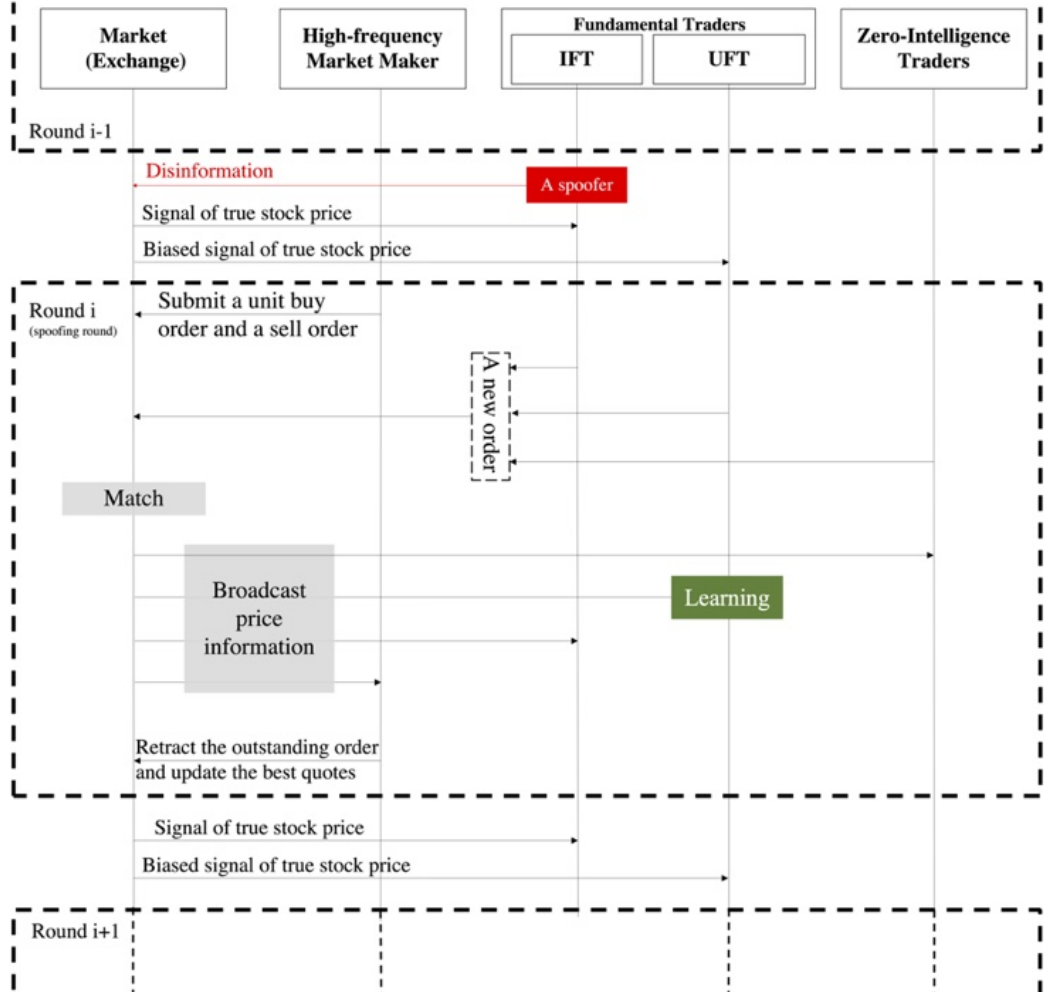 Market
(Exchange)
High-frequency
Market Maker
Fundamental Traders
IFT
UFT
Zero-Intelligence
Traders
Round i-1
Disinformation
A spoofer
Signal of true stock price
Biased signal of true stock price
Round i
(spoofing round)
Submit a unit buy
order and a sell order
A new order
Match
Broadcast
price
information
Learning
Retract the outstanding order
and update the best quotes
Signal of true stock price
Biased signal of true stock price
Round i+1